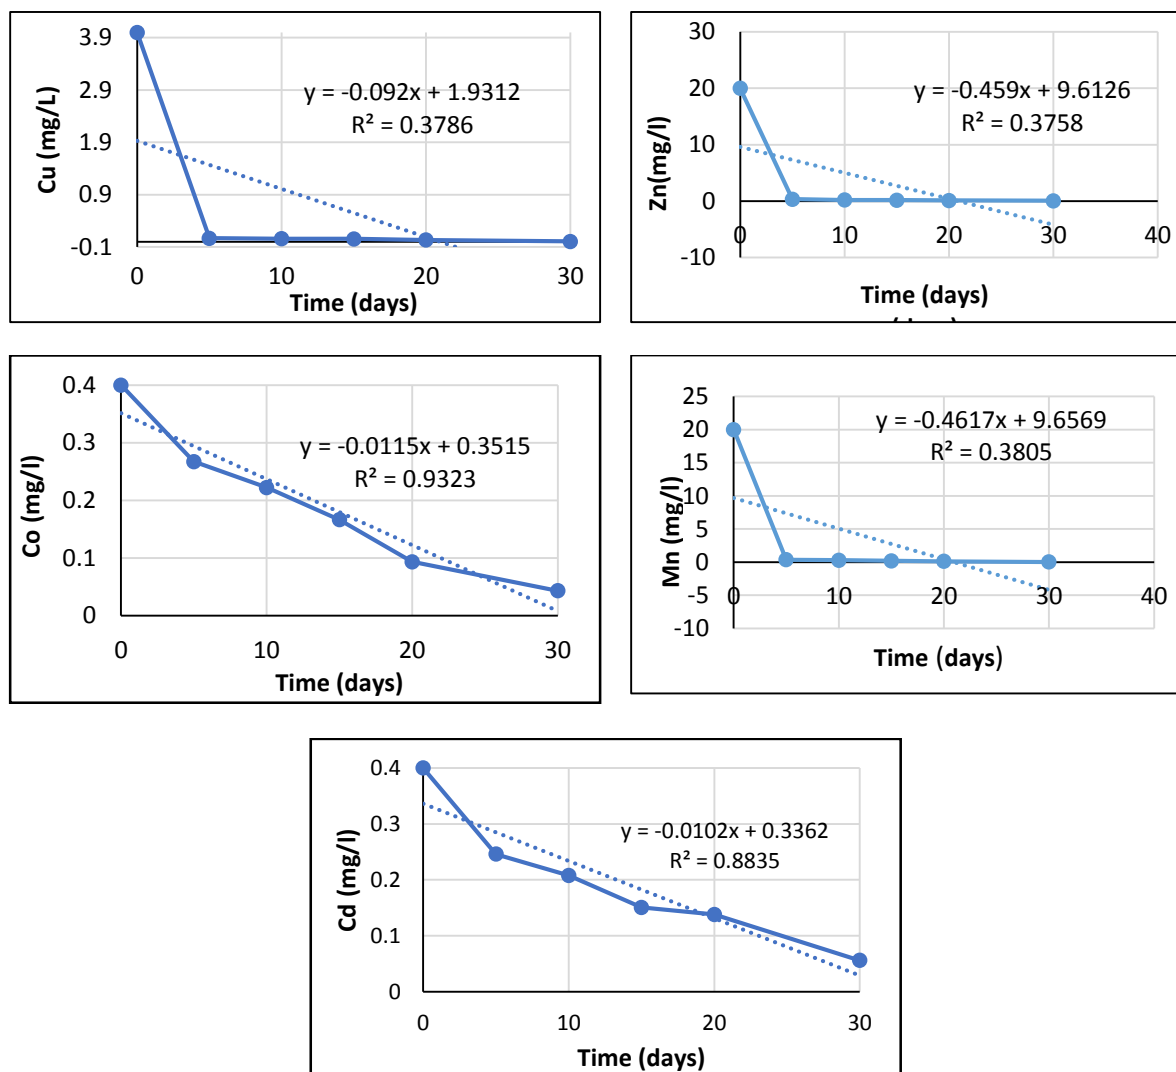 3.9
2.9
1.9
0.9
-0.1
Cu (mg/L)
y = -0.092x + 1.9312
R² = 0.3786
0 10 20 30
Time (days)
30
20
10
0
-10
Zn(mg/l)
y = -0.459x + 9.6126
R² = 0.3758
0 10 20 30 40
Time (days)
0.4
0.3
0.2
0.1
0
Co (mg/l)
y = -0.0115x + 0.3515
R² = 0.9323
0 10 20 30
Time (days)
25
20
15
10
5
0
-5
-10
Mn (mg/l)
y = -0.4617x + 9.6569
R² = 0.3805
0 10 20 30 40
Time (days)
0.4
0.3
0.2
0.1
0
Cd (mg/l)
y = -0.0102x + 0.3362
R² = 0.8835
0 10 20 30
Time (days)